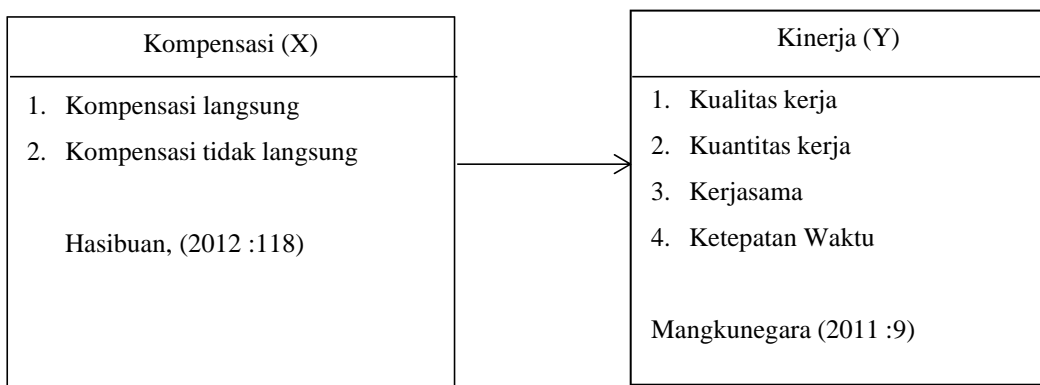 Kompensasi (X)
1. Kompensasi langsung
2. Kompensasi tidak langsung
Hasibuan, (2012 :118)
Kinerja (Y)
1. Kualitas kerja
2. Kuantitas kerja
3. Kerjasama
4. Ketepatan Waktu
Mangkunegara (2011 :9)